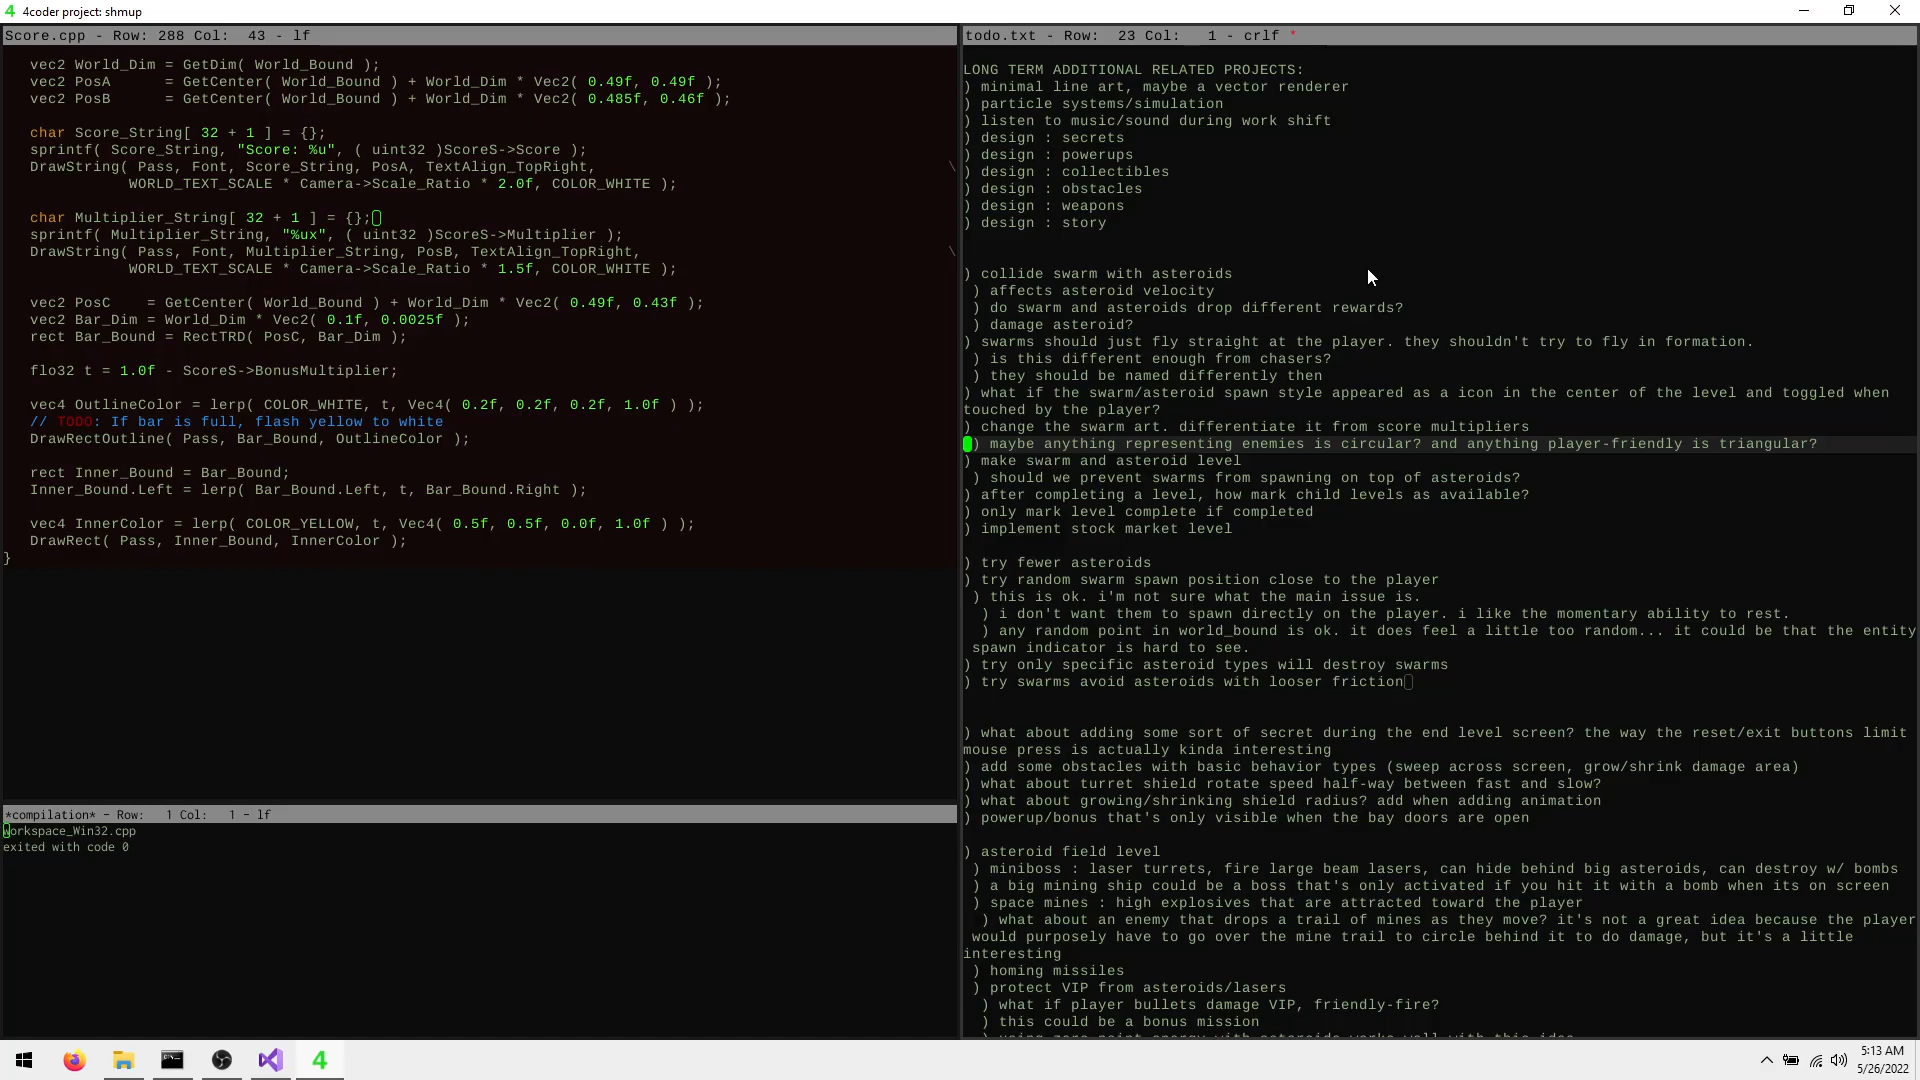 4 4coder project: shmup
Score.cpp - Row: 288 Col:  43 - lf
vec2 World_Dim = GetDim( World_Bound );
vec2 PosA      = GetCenter( World_Bound ) + World_Dim * Vec2( 0.49f, 0.49f );
vec2 PosB      = GetCenter( World_Bound ) + World_Dim * Vec2( 0.485f, 0.46f );
char Score_String[ 32 + 1 ] = {};
sprintf( Score_String, "Score: %u", ( uint32 )ScoreS->Score );
DrawString( Pass, Font, Score_String, PosA, TextAlign_TopRight, \
WORLD_TEXT_SCALE * Camera->Scale_Ratio * 2.0f, COLOR_WHITE );
char Multiplier_String[ 32 + 1 ] = {};
sprintf( Multiplier_String, "%ux", ( uint32 )ScoreS->Multiplier );
DrawString( Pass, Font, Multiplier_String, PosB, TextAlign_TopRight, \
WORLD_TEXT_SCALE * Camera->Scale_Ratio * 1.5f, COLOR_WHITE );
vec2 PosC    = GetCenter( World_Bound ) + World_Dim * Vec2( 0.49f, 0.43f );
vec2 Bar_Dim = World_Dim * Vec2( 0.1f, 0.0025f );
rect Bar_Bound = RectTRD( PosC, Bar_Dim );
flo32 t = 1.0f - ScoreS->BonusMultiplier;
vec4 OutlineColor = lerp( COLOR_WHITE, t, Vec4( 0.2f, 0.2f, 0.2f, 1.0f ) );
// TODO: If bar is full, flash yellow to white
DrawRectOutline( Pass, Bar_Bound, OutlineColor );
rect Inner_Bound = Bar_Bound;
Inner_Bound.Left = lerp( Bar_Bound.Left, t, Bar_Bound.Right );
vec4 InnerColor = lerp( COLOR_YELLOW, t, Vec4( 0.5f, 0.5f, 0.0f, 1.0f ) );
DrawRect( Pass, Inner_Bound, InnerColor );
}
*compilation* - Row:   1 Col:   1 - lf
workspace_Win32.cpp
exited with code 0
todo.txt - Row:  23 Col:   1 - crlf *
LONG TERM ADDITIONAL RELATED PROJECTS:
) minimal line art, maybe a vector renderer
) particle systems/simulation
) listen to music/sound during work shift
) design : secrets
) design : powerups
) design : collectibles
) design : obstacles
) design : weapons
) design : story
) collide swarm with asteroids
) affects asteroid velocity
) do swarm and asteroids drop different rewards?
) damage asteroid?
) swarms should just fly straight at the player. they shouldn't try to fly in formation.
) is this different enough from chasers?
) they should be named differently then
) what if the swarm/asteroid spawn style appeared as a icon in the center of the level and toggled when
touched by the player?
) change the swarm art. differentiate it from score multipliers
) maybe anything representing enemies is circular? and anything player-friendly is triangular?
) make swarm and asteroid level
) should we prevent swarms from spawning on top of asteroids?
) after completing a level, how mark child levels as available?
) only mark level complete if completed
) implement stock market level
) try fewer asteroids
) try random swarm spawn position close to the player
) this is ok. i'm not sure what the main issue is.
) i don't want them to spawn directly on the player. i like the momentary ability to rest.
) any random point in world_bound is ok. it does feel a little too random... it could be that the entity
spawn indicator is hard to see.
) try only specific asteroid types will destroy swarms
) try swarms avoid asteroids with looser friction
) what about adding some sort of secret during the end level screen? the way the reset/exit buttons limit
mouse press is actually kinda interesting
) add some obstacles with basic behavior types (sweep across screen, grow/shrink damage area)
) what about turret shield rotate speed half-way between fast and slow?
) what about growing/shrinking shield radius? add when adding animation
) powerup/bonus that's only visible when the bay doors are open
) asteroid field level
) miniboss : laser turrets, fire large beam lasers, can hide behind big asteroids, can destroy w/ bombs
) a big mining ship could be a boss that's only activated if you hit it with a bomb when its on screen
) space mines : high explosives that are attracted toward the player
) what about an enemy that drops a trail of mines as they move? it's not a great idea because the player
would purposely have to go over the mine trail to circle behind it to do damage, but it's a little
interesting
) homing missiles
) protect VIP from asteroids/lasers
) what if player bullets damage VIP, friendly-fire?
) this could be a bonus mission
) using zero point energy with asteroids works well with this idea
4
5:13 AM
5/26/2022